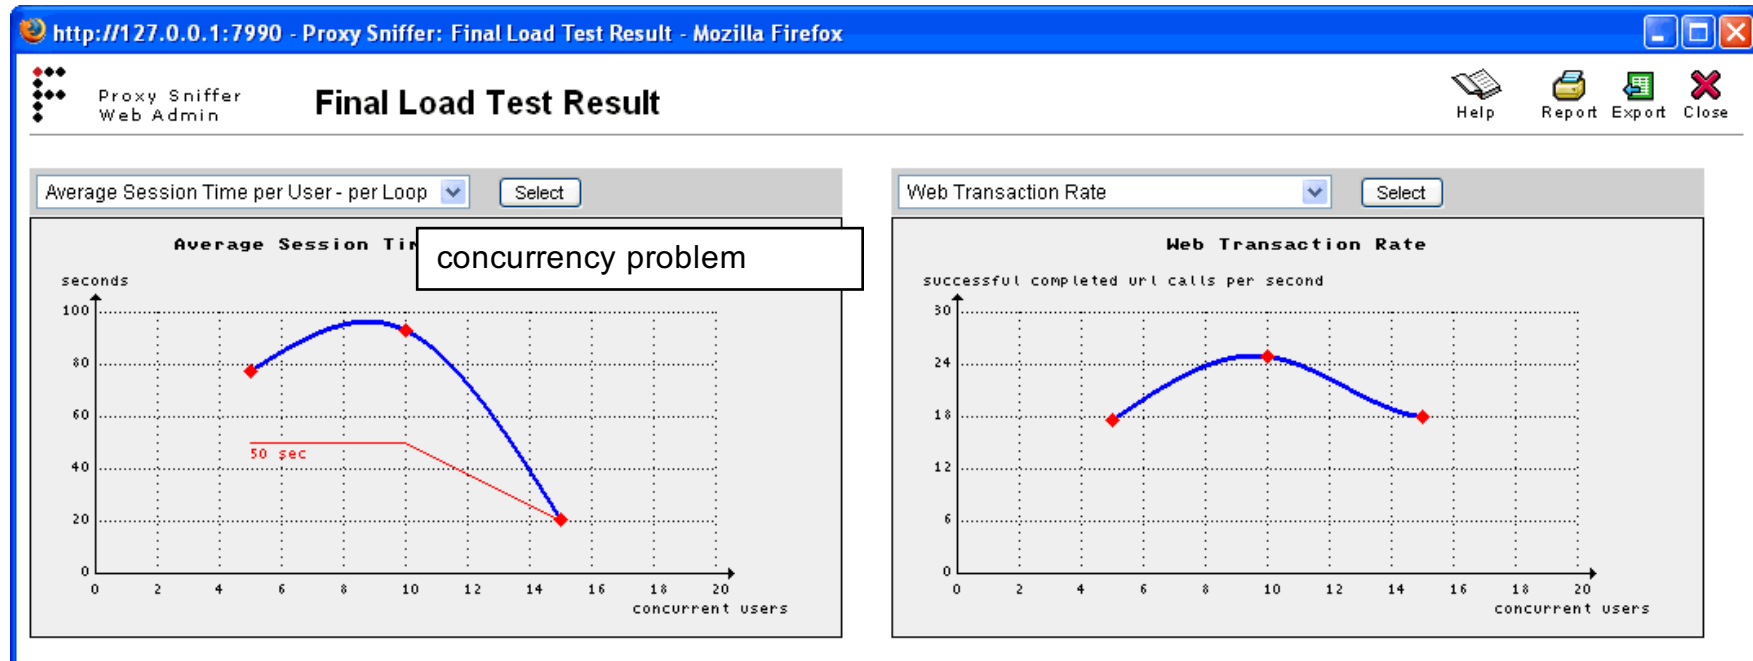 http://127.0.0.1:7990 - Proxy Sniffer: Final Load Test Result - Mozilla Firefox
Proxy Sniffer
Web Admin
Final Load Test Result
Help
Report
Export
Close
Average Session Time per User - per Loop
Select
Average Session
concurrency problem
seconds
100
80
60
40
20
0
50 sec
0 2 4 6 8 10 12 14 16 18 20
concurrent users
Web Transaction Rate
Select
Web Transaction Rate
successful completed url calls per second
30
24
18
12
6
0
0 2 4 6 8 10 12 14 16 18 20
concurrent users